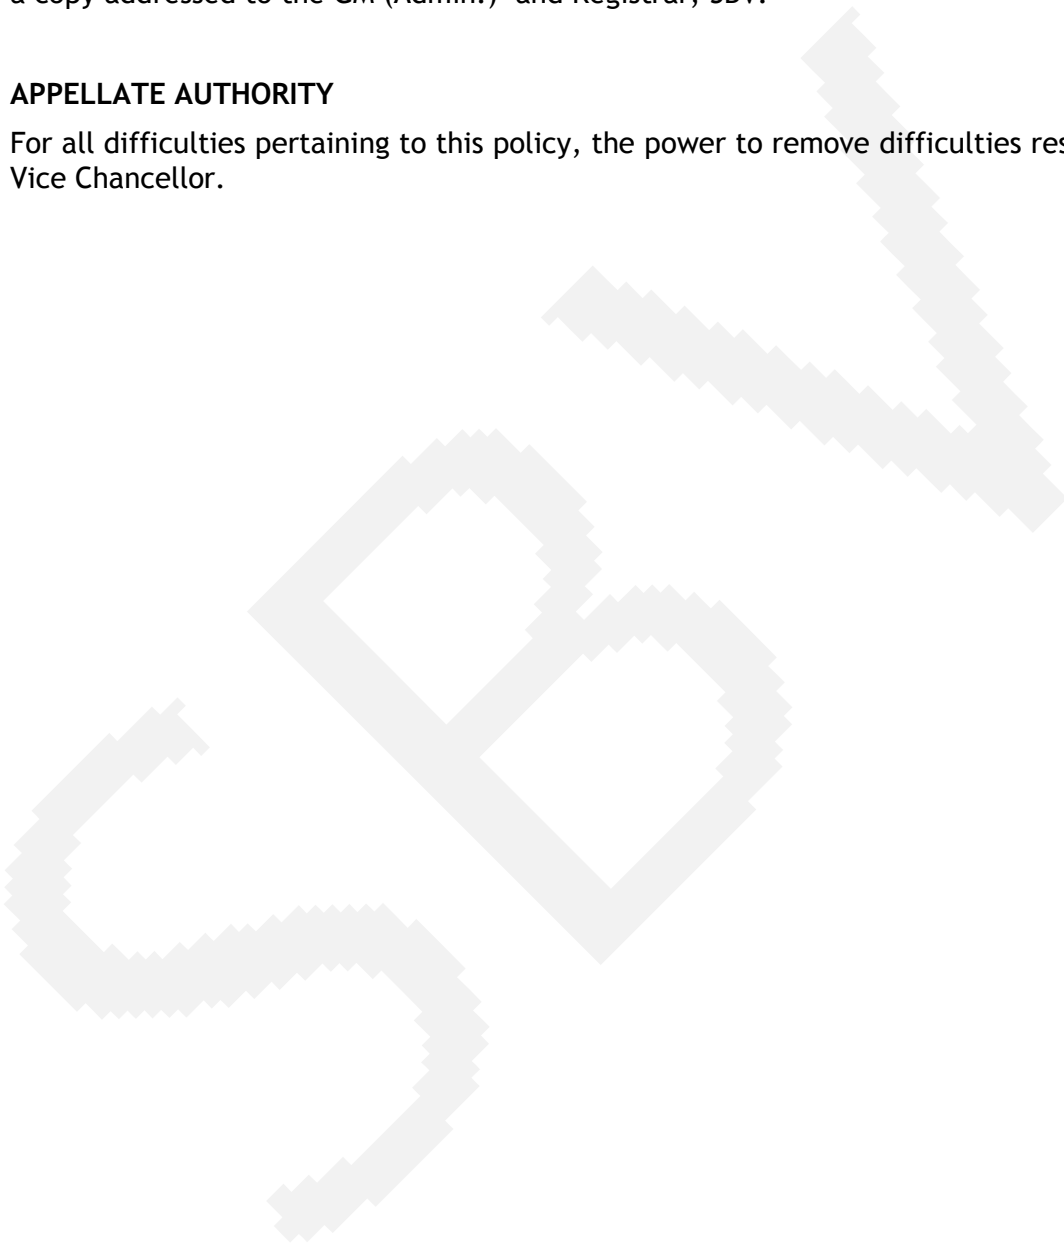 a copy addressed to the GM (Admin.) and Registrar, SBV.
APPELLATE AUTHORITY
For all difficulties pertaining to this policy, the power to remove difficulties res
Vice Chancellor.
SBV